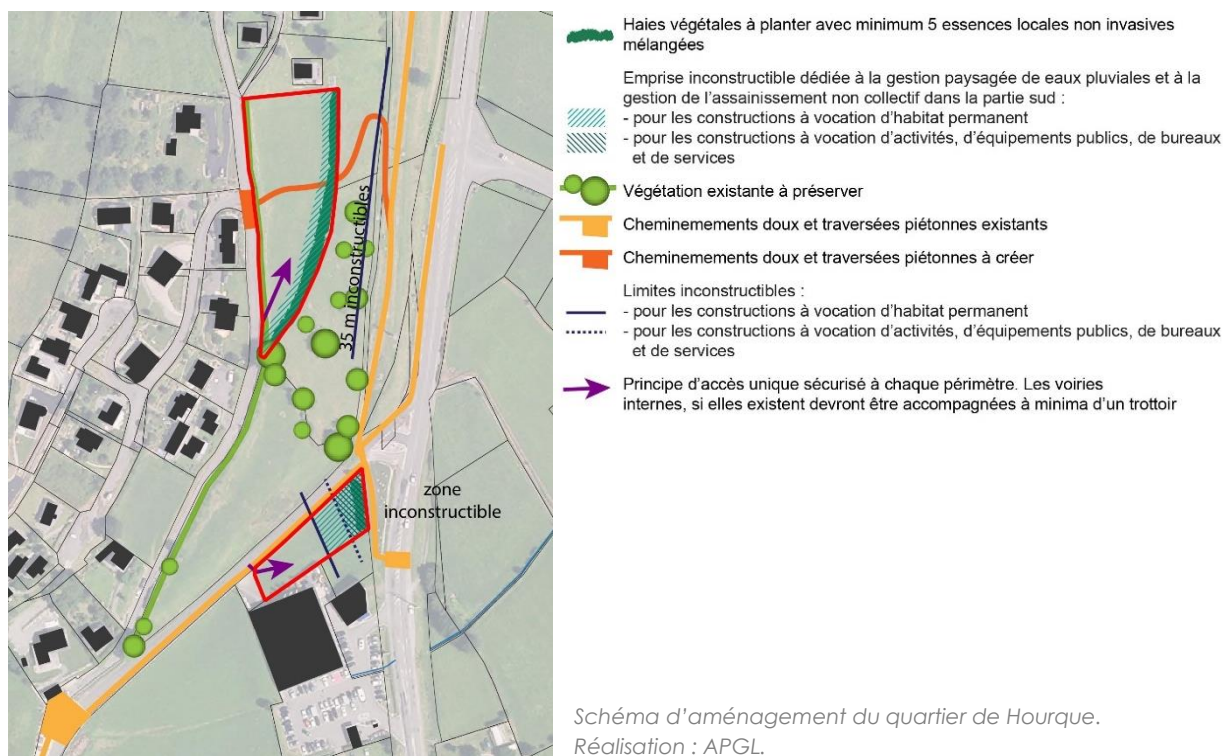 35 m inconstructibles
zone
inconstructible
Haies végétales à planter avec minimum 5 essences locales non invasives
mélangées
Emprise inconstructible dédiée à la gestion paysagée de eaux pluviales et à la
gestion de l'assainissement non collectif dans la partie sud :
- pour les constructions à vocation d'habitat permanent
- pour les constructions à vocation d'activités, d'équipements publics, de bureaux
et de services
Végétation existante à préserver
Cheminements doux et traversées piétonnes existants
Cheminements doux et traversées piétonnes à créer
Limites inconstructibles :
- pour les constructions à vocation d'habitat permanent
- pour les constructions à vocation d'activités, d'équipements publics, de bureaux
et de services
Principe d'accès unique sécurisé à chaque périmètre. Les voiries
internes, si elles existent devront être accompagnées à minima d'un trottoir
Schéma d'aménagement du quartier de Hourque.
Réalisation : APGL.